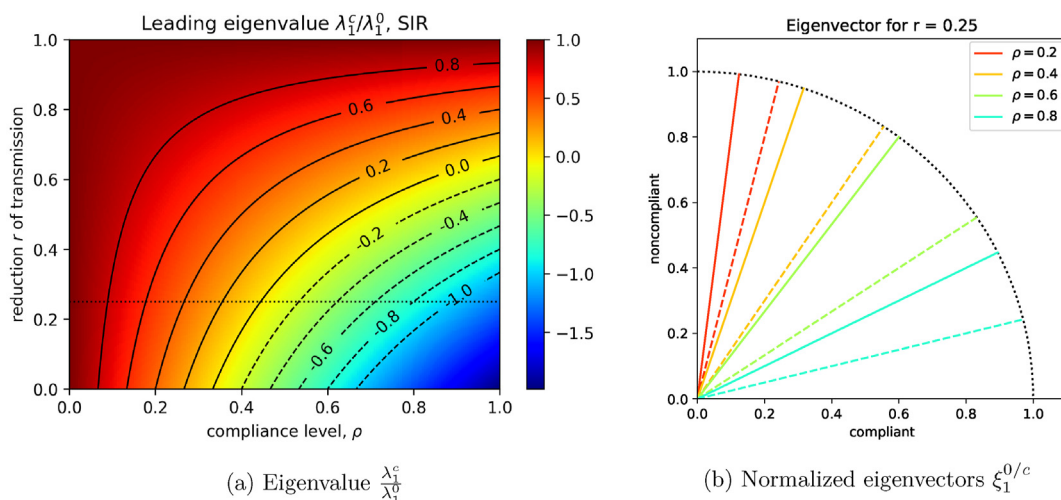 Leading eigenvalue λ₁ᶜ/λ₁⁰, SIR
reduction r of transmission
1.0
0.8
0.6
0.4
0.2
0.0
0.8
0.6
0.4
0.2
0.0
-0.2
-0.4
-0.6
-0.8
-1.0
0.0 0.2 0.4 0.6 0.8 1.0
compliance level, ρ
1.0
0.5
0.0
−0.5
−1.0
−1.5
(a) Eigenvalue λ₁ᶜ/λ₁⁰
Eigenvector for r = 0.25
ρ = 0.2
ρ = 0.4
ρ = 0.6
ρ = 0.8
noncompliant
1.0
0.8
0.6
0.4
0.2
0.0
0.0 0.2 0.4 0.6 0.8 1.0
compliant
(b) Normalized eigenvectors ξ₁⁰ᐟᶜ